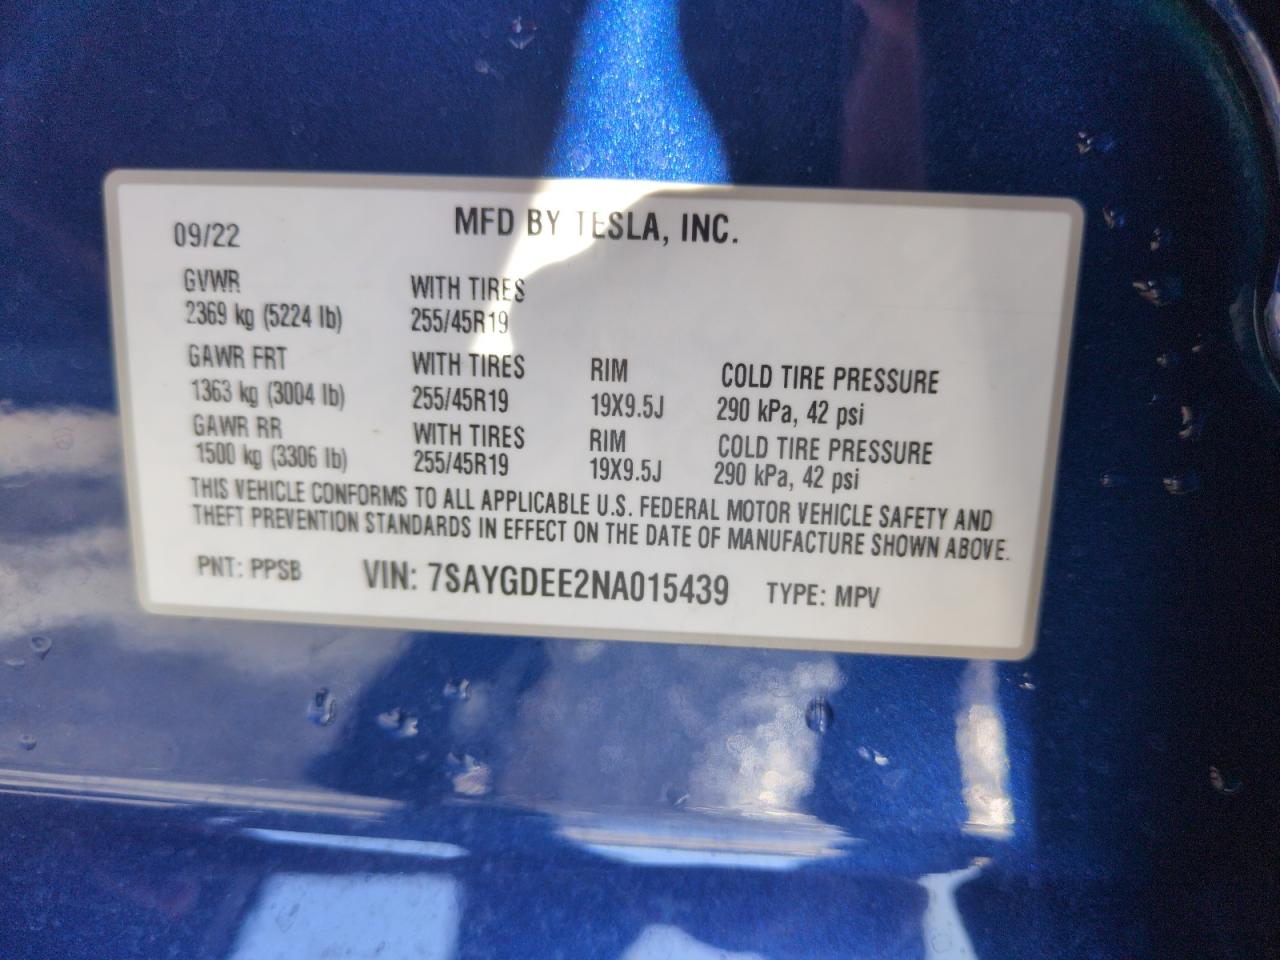 MFD BY TESLA, INC.
09/22
GVWR WITH TIRES
2369 kg (5224 lb) 255/45R19
GAWR FRT WITH TIRES RIM COLD TIRE PRESSURE
1363 kg (3004 lb) 255/45R19 19X9.5J 290 kPa, 42 psi
GAWR RR WITH TIRES RIM COLD TIRE PRESSURE
1500 kg (3306 lb) 255/45R19 19X9.5J 290 kPa, 42 psi
THIS VEHICLE CONFORMS TO ALL APPLICABLE U.S. FEDERAL MOTOR VEHICLE SAFETY AND
THEFT PREVENTION STANDARDS IN EFFECT ON THE DATE OF MANUFACTURE SHOWN ABOVE.
PNT: PPSB VIN: 7SAYGDEE2NA015439 TYPE: MPV